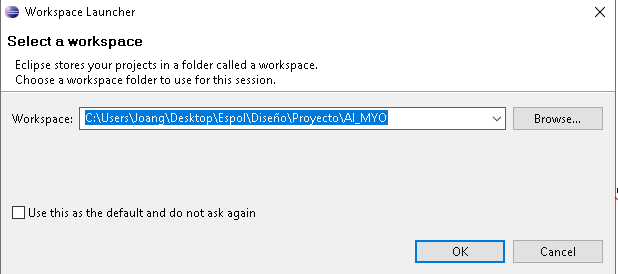 Workspace Launcher
Select a workspace
Eclipse stores your projects in a folder called a workspace.
Choose a workspace folder to use for this session.
Workspace: C:\Users\Joang\Desktop\Espol\Diseño\Proyecto\AI_MYO Browse...
Use this as the default and do not ask again
OK Cancel